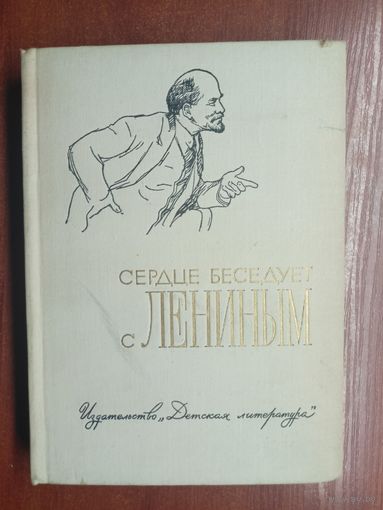 СЕРДЦЕ БЕСЕДУЕТ
С ЛЕНИНЫМ
Издательство „Детская литература"